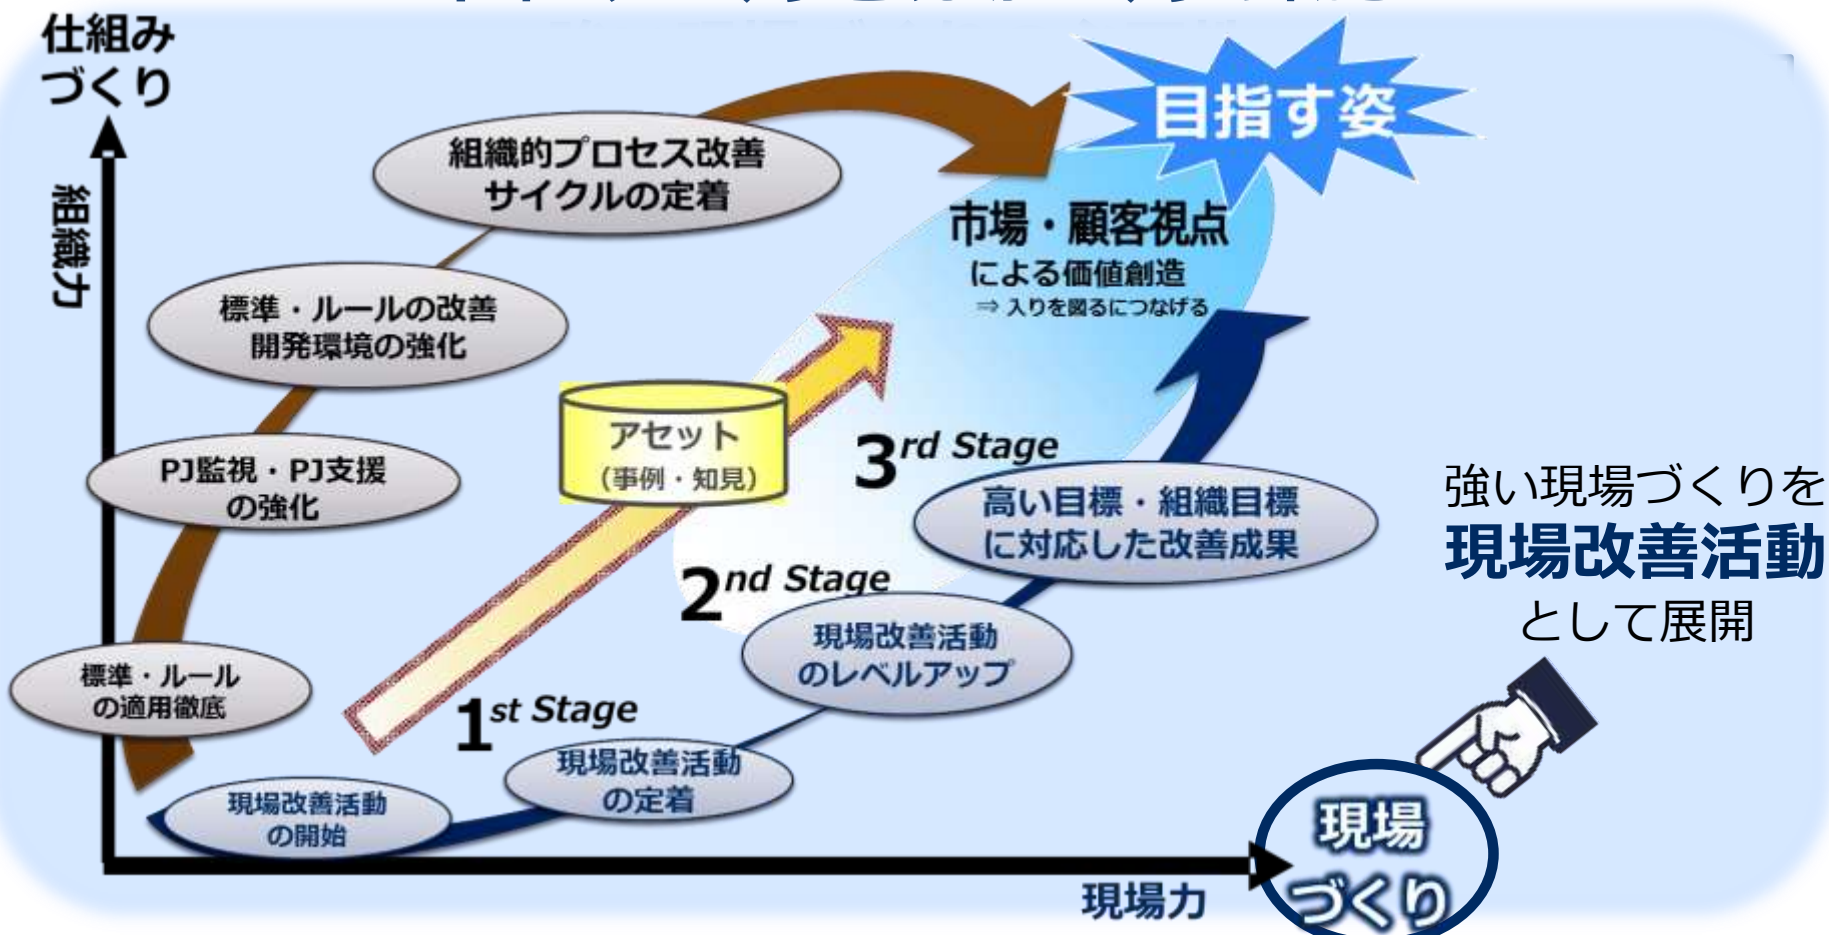 仕組み
づくり
組織力
目指す姿
組織的プロセス改善
サイクルの定着
市場・顧客視点
による価値創造
⇒ 入りを図るにつなげる
標準・ルールの改善
開発環境の強化
アセット
(事例・知見)
3rd Stage
PJ監視・PJ支援
の強化
高い目標・組織目標
に対応した改善成果
強い現場づくりを
現場改善活動
として展開
2nd Stage
現場改善活動
のレベルアップ
標準・ルール
の適用徹底
1st Stage
現場改善活動
の定着
現場改善活動
の開始
現場
づくり
現場力